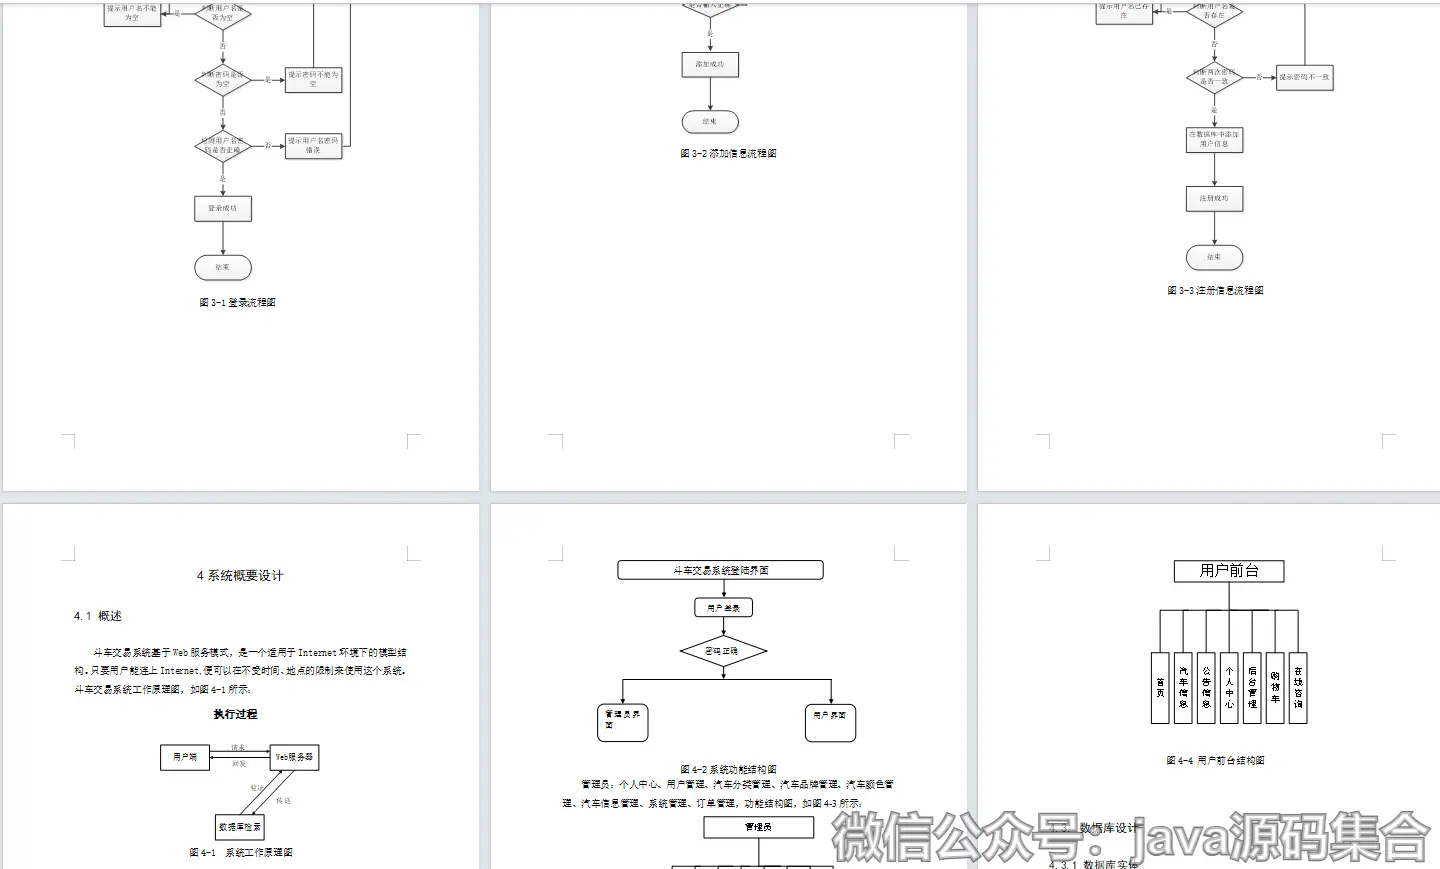 提示用户名不能
为空
是
判断用户名是
否为空
否
判断密码是否
为空
是
提示密码不能为
空
否
检测用户名密
码是否正确
否
提示用户名密码
错误
是
登录成功
结束
图 3-1 登录流程图
是
添加成功
结束
图 3-2 添加信息流程图
提示用户名已存
在
是
判断用户名是
否存在
否
判断两次密码
是否一致
否
提示密码不一致
是
在数据库中添加
用户信息
注册成功
结束
图 3-3 注册信息流程图
4 系统概要设计
4.1 概述
斗车交易系统基于 Web 服务模式，是一个适用于 Internet 环境下的模型结
构。只要用户能连上 Internet,便可以在不受时间、地点的限制来使用这个系统。
斗车交易系统工作原理图，如图 4-1 所示：
执行过程
用户端
请求
回发
Web服务器
验证
传送
数据库检索
图 4-1 系统工作原理图
斗车交易系统登陆界面
用户登录
密码正确
管理员界
面
用户界面
图 4-2 系统功能结构图
管理员：个人中心、用户管理、汽车分类管理、汽车品牌管理、汽车颜色管
理、汽车信息管理、系统管理、订单管理，功能结构图，如图 4-3 所示：
管理员
用户前台
首页
汽车信息
公告信息
个人中心
后台管理
购物车
在线咨询
图 4-4 用户前台结构图
4.3. 数据库设计
4.3.1 数据库实体
微信公众号：java源码集合